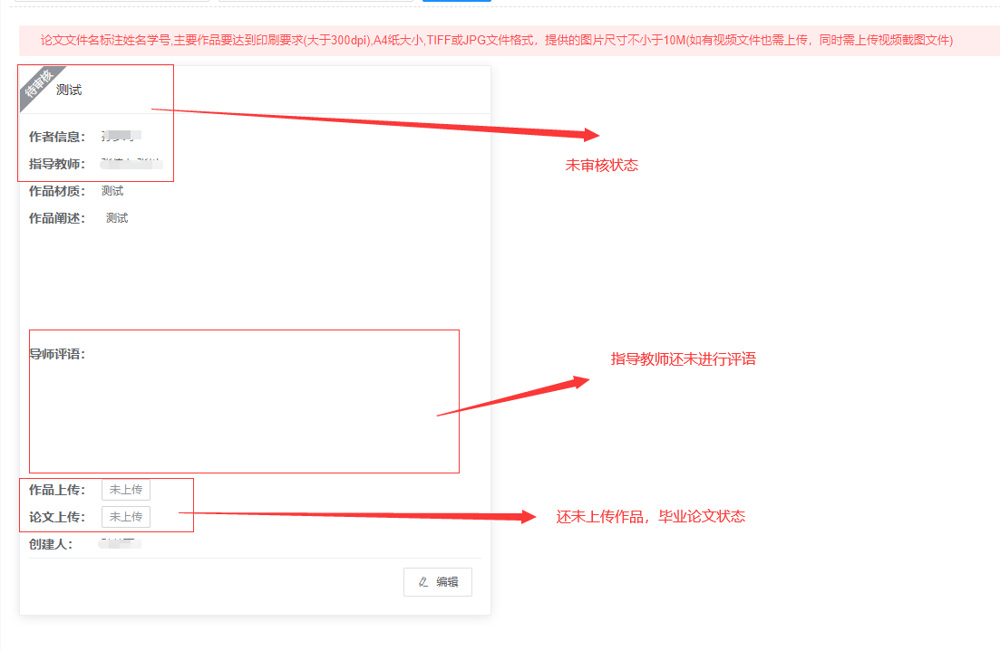 论文文件名标注姓名学号,主要作品要达到印刷要求(大于300dpi),A4纸大小,TIFF或JPG文件格式，提供的图片尺寸不小于10M(如有视频文件也需上传，同时需上传视频截图文件)
待审核
测试
作者信息：
未审核状态
指导教师：
作品材质： 测试
作品阐述： 测试
导师评语：
指导教师还未进行评语
作品上传： 未上传
论文上传： 未上传
还未上传作品，毕业论文状态
创建人：
编辑